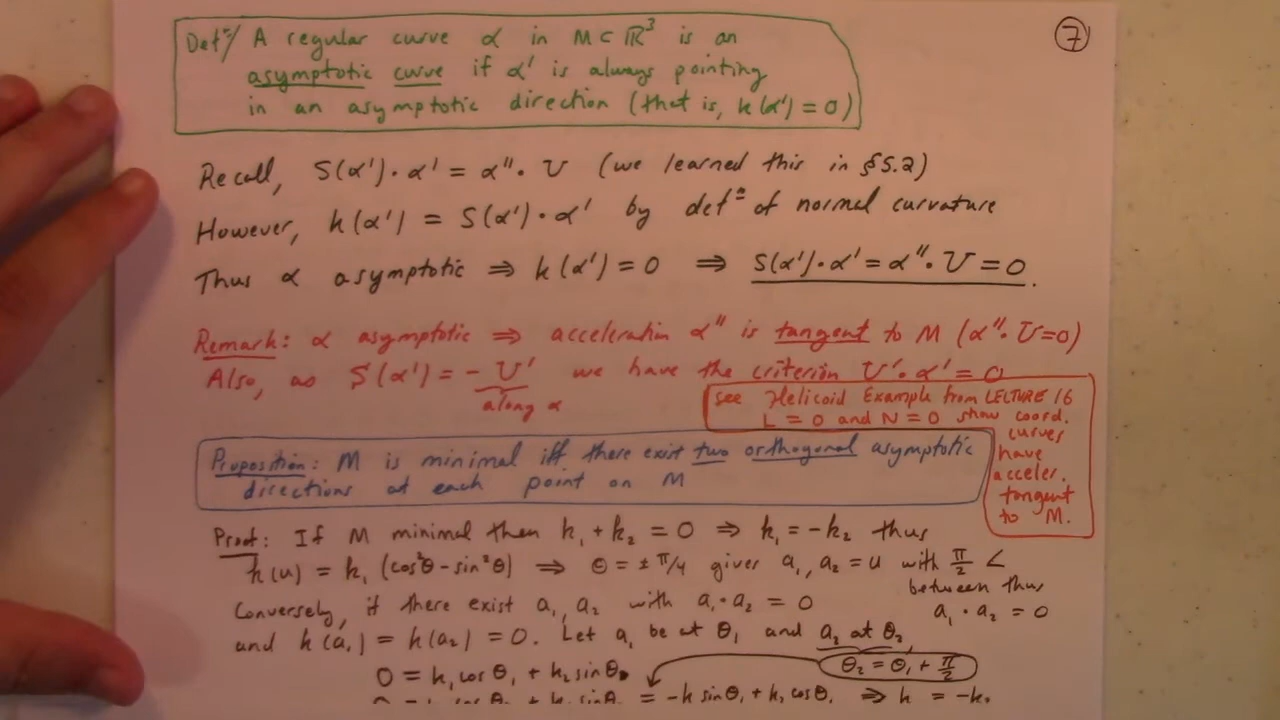 Defⁿ/ A regular curve α in M ⊂ ℝ³ is an
asymptotic curve if α' is always pointing
in an asymptotic direction (that is, k(α') = 0)
7
Recall, S(α')·α' = α''·U (we learned this in §5.2)
However, k(α') = S(α')·α' by defⁿ of normal curvature
Thus α asymptotic ⇒ k(α') = 0 ⇒ S(α')·α' = α''·U = 0.
Remark: α asymptotic ⇒ acceleration α'' is tangent to M (α''·U=0)
Also, as S(α') = -U' we have the criterion U'·α' = 0
along α
see Helicoid Example from LECTURE 16
L = 0 and N = 0 show coord.
curves
have
acceler.
tangent
to M.
Proposition: M is minimal iff there exist two orthogonal asymptotic
directions at each point on M
Proof: If M minimal then k₁ + k₂ = 0 ⇒ k₁ = -k₂ thus
k(u) = k₁ (cos²θ - sin²θ) ⇒ θ = ± π/4 gives a₁, a₂ = u with π/2 ∠
between thus
a₁ · a₂ = 0
Conversely, if there exist a₁, a₂ with a₁·a₂ = 0
and k(a₁) = k(a₂) = 0. Let a₁ be at θ₁ and a₂ at θ₂
θ₂ = θ₁ + π/2
0 = k₁ cos θ₁ + k₂ sin θ
= -k sin θ₁ + k₂ cos θ₁ ⇒ k = -k₂